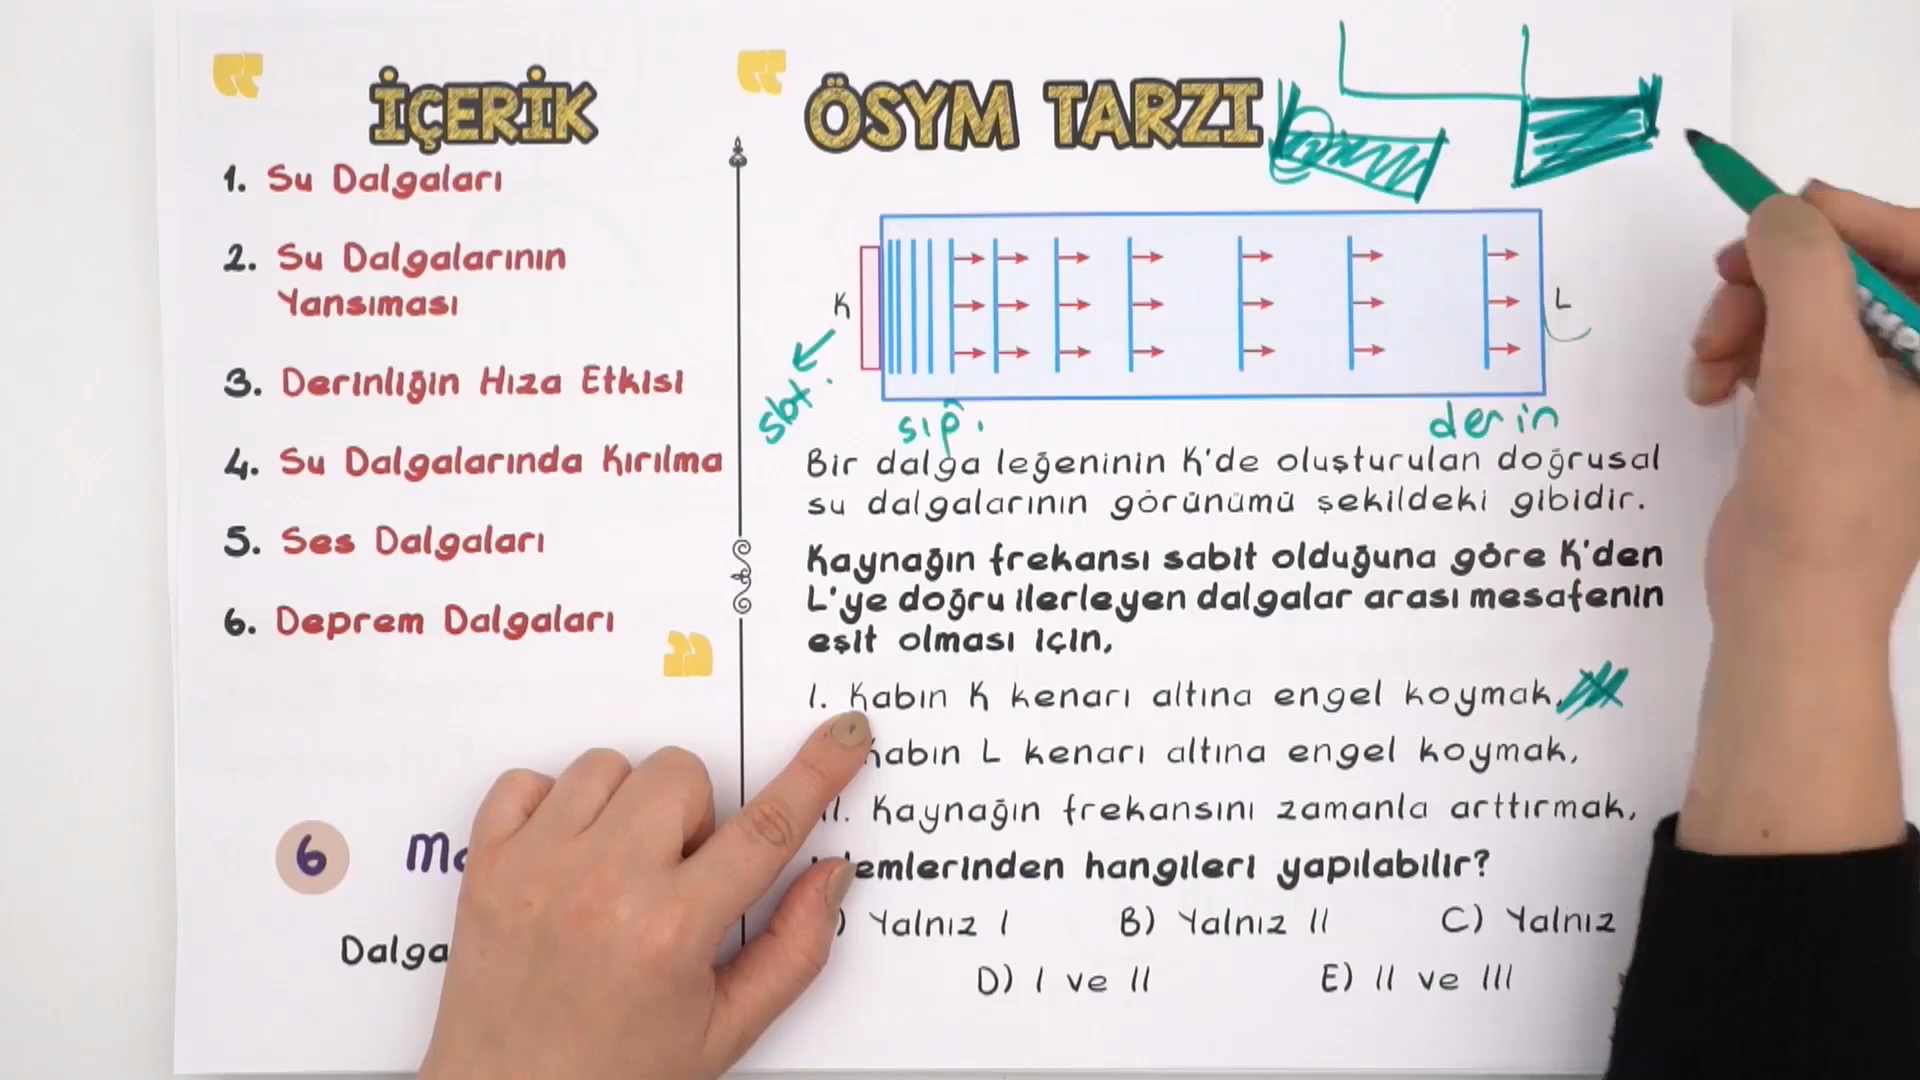 İÇERİK
1. Su Dalgaları
2. Su Dalgalarının
Yansıması
3. Derinliğin Hıza Etkisi
4. Su Dalgalarında Kırılma
5. Ses Dalgaları
6. Deprem Dalgaları
6
Dalga
ÖSYM TARZI
K
L
sbt.
sıp.
derin
Bir dalga leğeninin K'de oluşturulan doğrusal
su dalgalarının görünümü şekildeki gibidir.
Kaynağın frekansı sabit olduğuna göre K'den
L'ye doğru ilerleyen dalgalar arası mesafenin
eşit olması için,
I. Kabın K kenarı altına engel koymak,
Kabın L kenarı altına engel koymak,
Kaynağın frekansını zamanla arttırmak,
hangileri yapılabilir?
Yalnız I
B) Yalnız II
C) Yalnız
D) I ve II
E) II ve III